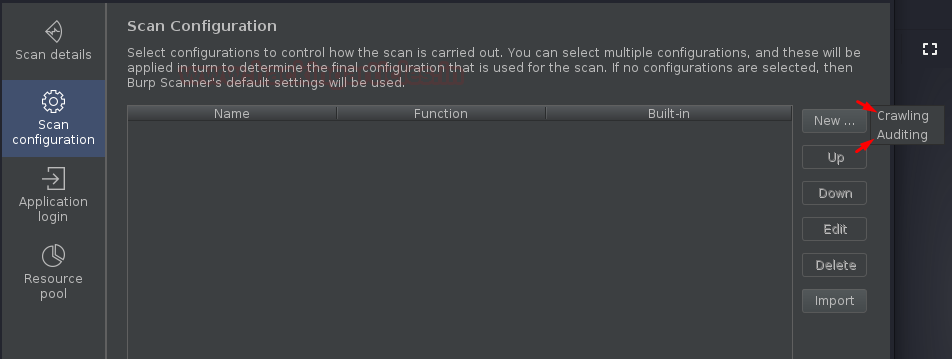 Scan Configuration
Scan details
Select configurations to control how the scan is carried out. You can select multiple configurations, and these will be
applied in turn to determine the final configuration that is used for the scan. If no configurations are selected, then
Burp Scanner's default settings will be used.
Scan
configuration
Name Function Built-in
New ...
Crawling
Auditing
Up
Application
login
Down
Edit
Resource
pool
Delete
Import